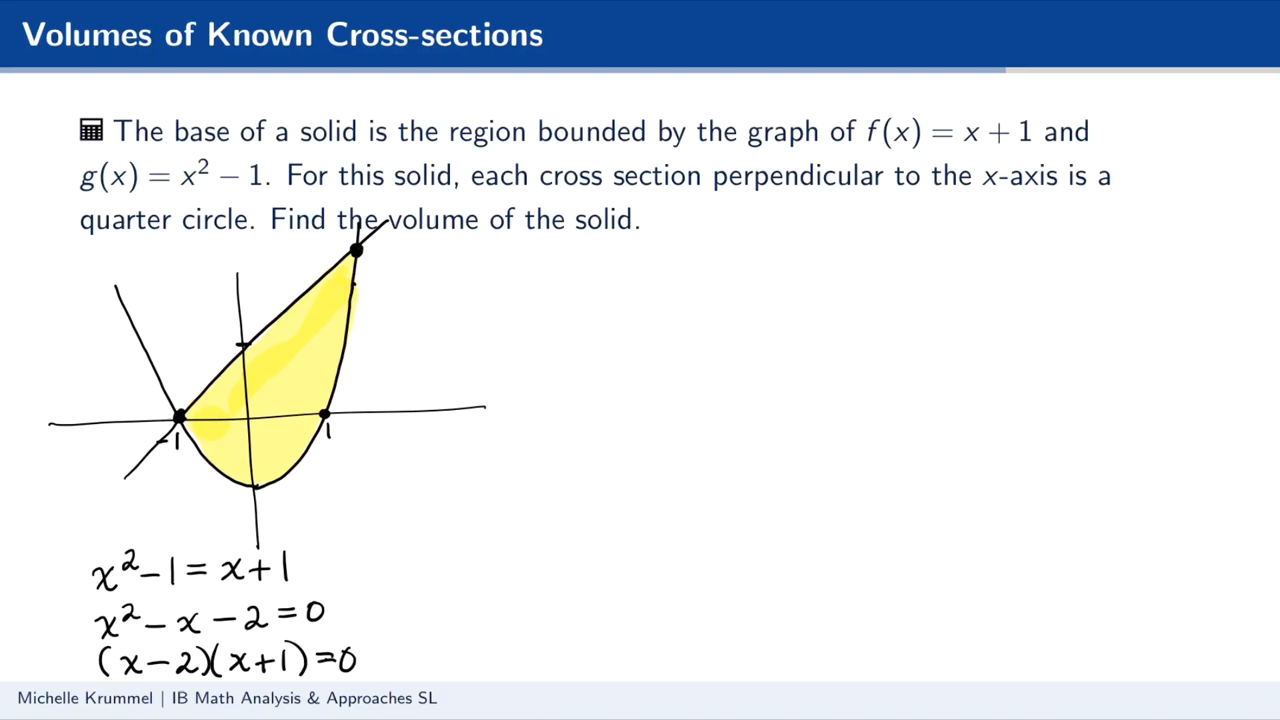 Volumes of Known Cross-sections
The base of a solid is the region bounded by the graph of f(x) = x + 1 and
g(x) = x² − 1. For this solid, each cross section perpendicular to the x-axis is a
quarter circle. Find the volume of the solid.
-1
1
x² − 1 = x + 1
x² − x − 2 = 0
(x − 2)(x + 1) = 0
Michelle Krummel | IB Math Analysis & Approaches SL